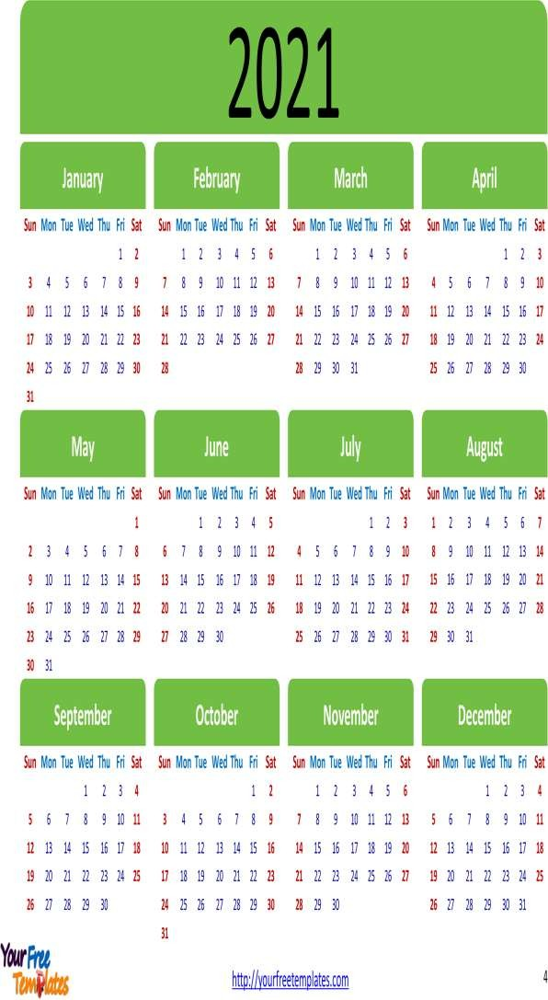 2021
January February March April
Sun Mon Tue Wed Thu Fri Sat Sun Mon Tue Wed Thu Fri Sat Sun Mon Tue Wed Thu Fri Sat Sun Mon Tue Wed Thu Fri Sat
1 2 1 2 3 4 5 6 1 2 3 4 5 6 1 2 3
3 4 5 6 7 8 9 7 8 9 10 11 12 13 7 8 9 10 11 12 13 4 5 6 7 8 9 10
10 11 12 13 14 15 16 14 15 16 17 18 19 20 14 15 16 17 18 19 20 11 12 13 14 15 16 17
17 18 19 20 21 22 23 21 22 23 24 25 26 27 21 22 23 24 25 26 27 18 19 20 21 22 23 24
24 25 26 27 28 29 30 28 28 29 30 31 25 26 27 28 29 30
31
May June July August
Sun Mon Tue Wed Thu Fri Sat Sun Mon Tue Wed Thu Fri Sat Sun Mon Tue Wed Thu Fri Sat Sun Mon Tue Wed Thu Fri Sat
1 1 2 3 4 5 1 2 3 1 2 3 4 5 6 7
2 3 4 5 6 7 8 6 7 8 9 10 11 12 4 5 6 7 8 9 10 8 9 10 11 12 13 14
9 10 11 12 13 14 15 13 14 15 16 17 18 19 11 12 13 14 15 16 17 15 16 17 18 19 20 21
16 17 18 19 20 21 22 20 21 22 23 24 25 26 18 19 20 21 22 23 24 22 23 24 25 26 27 28
23 24 25 26 27 28 29 27 28 29 30 25 26 27 28 29 30 31 29 30 31
30 31
September October November December
Sun Mon Tue Wed Thu Fri Sat Sun Mon Tue Wed Thu Fri Sat Sun Mon Tue Wed Thu Fri Sat Sun Mon Tue Wed Thu Fri Sat
1 2 3 4 1 2 1 2 3 4 5 6 1 2 3 4
5 6 7 8 9 10 11 3 4 5 6 7 8 9 7 8 9 10 11 12 13 5 6 7 8 9 10 11
12 13 14 15 16 17 18 10 11 12 13 14 15 16 14 15 16 17 18 19 20 12 13 14 15 16 17 18
19 20 21 22 23 24 25 17 18 19 20 21 22 23 21 22 23 24 25 26 27 19 20 21 22 23 24 25
26 27 28 29 30 24 25 26 27 28 29 30 28 29 30 26 27 28 29 30 31
31
Your Free
Templates
http://yourfreetemplates.com
4